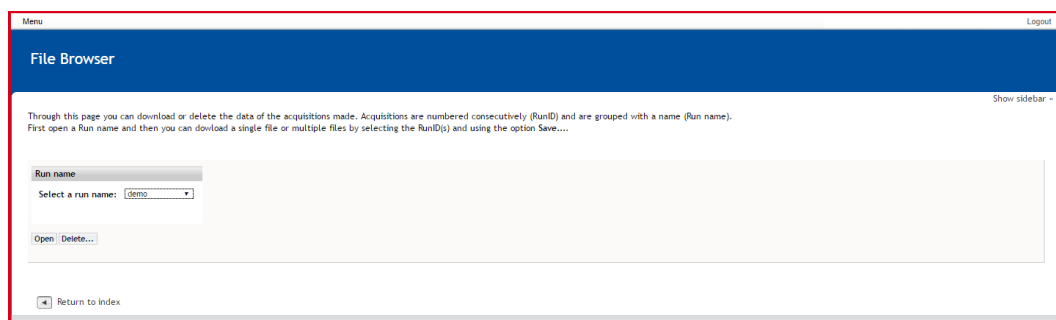 Menu
Logout
File Browser
Show sidebar »
Through this page you can download or delete the data of the acquisitions made. Acquisitions are numbered consecutively (RunID) and are grouped with a name (Run name).
First open a Run name and then you can dowload a single file or multiple files by selecting the RunID(s) and using the option Save....
Run name
Select a run name: demo
Open Delete...
Return to index